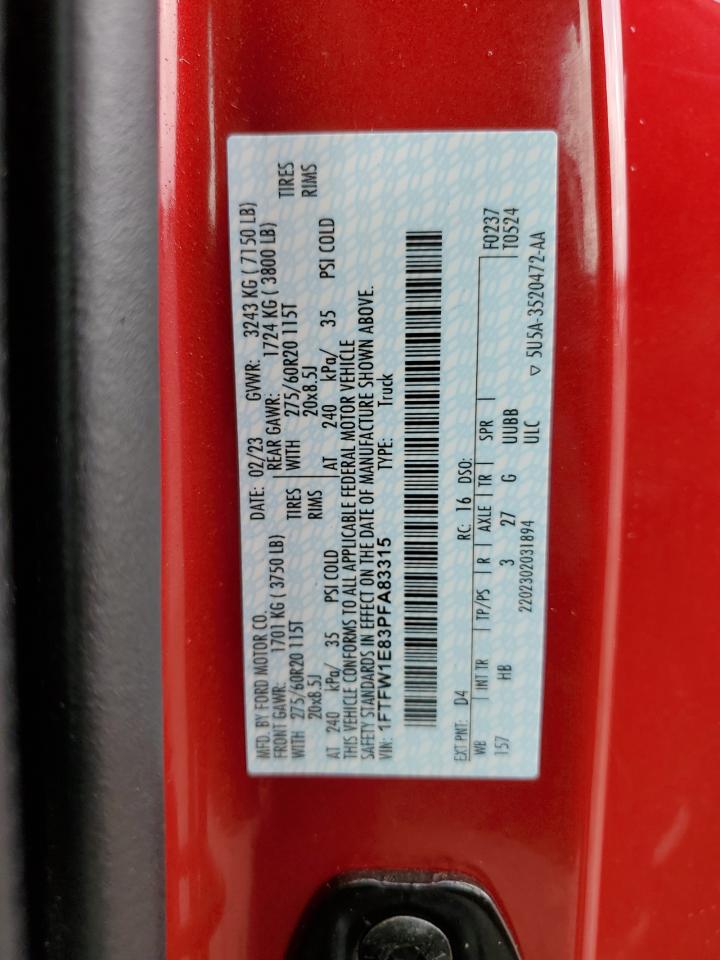 MFD. BY FORD MOTOR CO. DATE: 02/23 GVWR: 3243 KG ( 7150 LB)
FRONT GAWR: 1701 KG ( 3750 LB) REAR GAWR: 1724 KG ( 3800 LB)
WITH 275/60R20 115T TIRES WITH 275/60R20 115T TIRES
20x8.5J RIMS 20x8.5J RIMS
AT 240 kPa/ 35 PSI COLD AT 240 kPa/ 35 PSI COLD
THIS VEHICLE CONFORMS TO ALL APPLICABLE FEDERAL MOTOR VEHICLE
SAFETY STANDARDS IN EFFECT ON THE DATE OF MANUFACTURE SHOWN ABOVE.
VIN: 1FTFW1E83PFA83315 TYPE: Truck
EXT PNT: D4 RC: 16 DSO: F0237
WB INT TR TP/PS R AXLE TR SPR T0524
157 HB 3 27 G UUBB
2202302031894 ULC ▽ 5U5A-3520472-AA